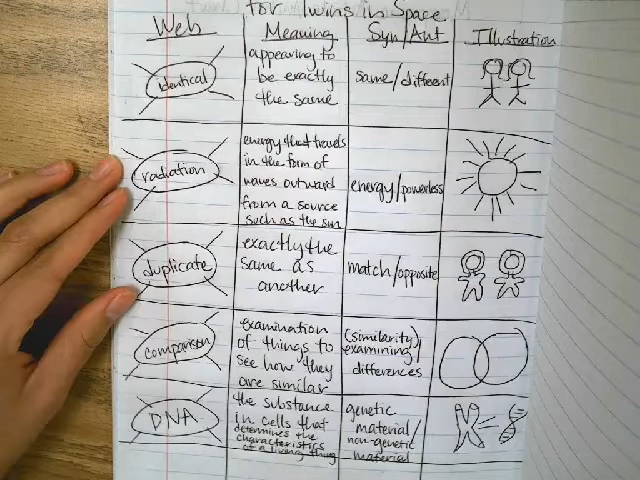 for Twins in Space
Web
Meaning
Syn/Ant
Illustration
identical
appearing to
be exactly
the same
same/different
radiation
energy that travels
in the form of
waves outward
from a source
such as the sun
energy/powerless
duplicate
exactly the
same as
another
match/opposite
comparison
examination
of things to
see how they
are similar
(similarity)
examining/
differences
DNA
the substance
in cells that
determines the
characteristics
of a living thing
genetic
material/
non-genetic
material